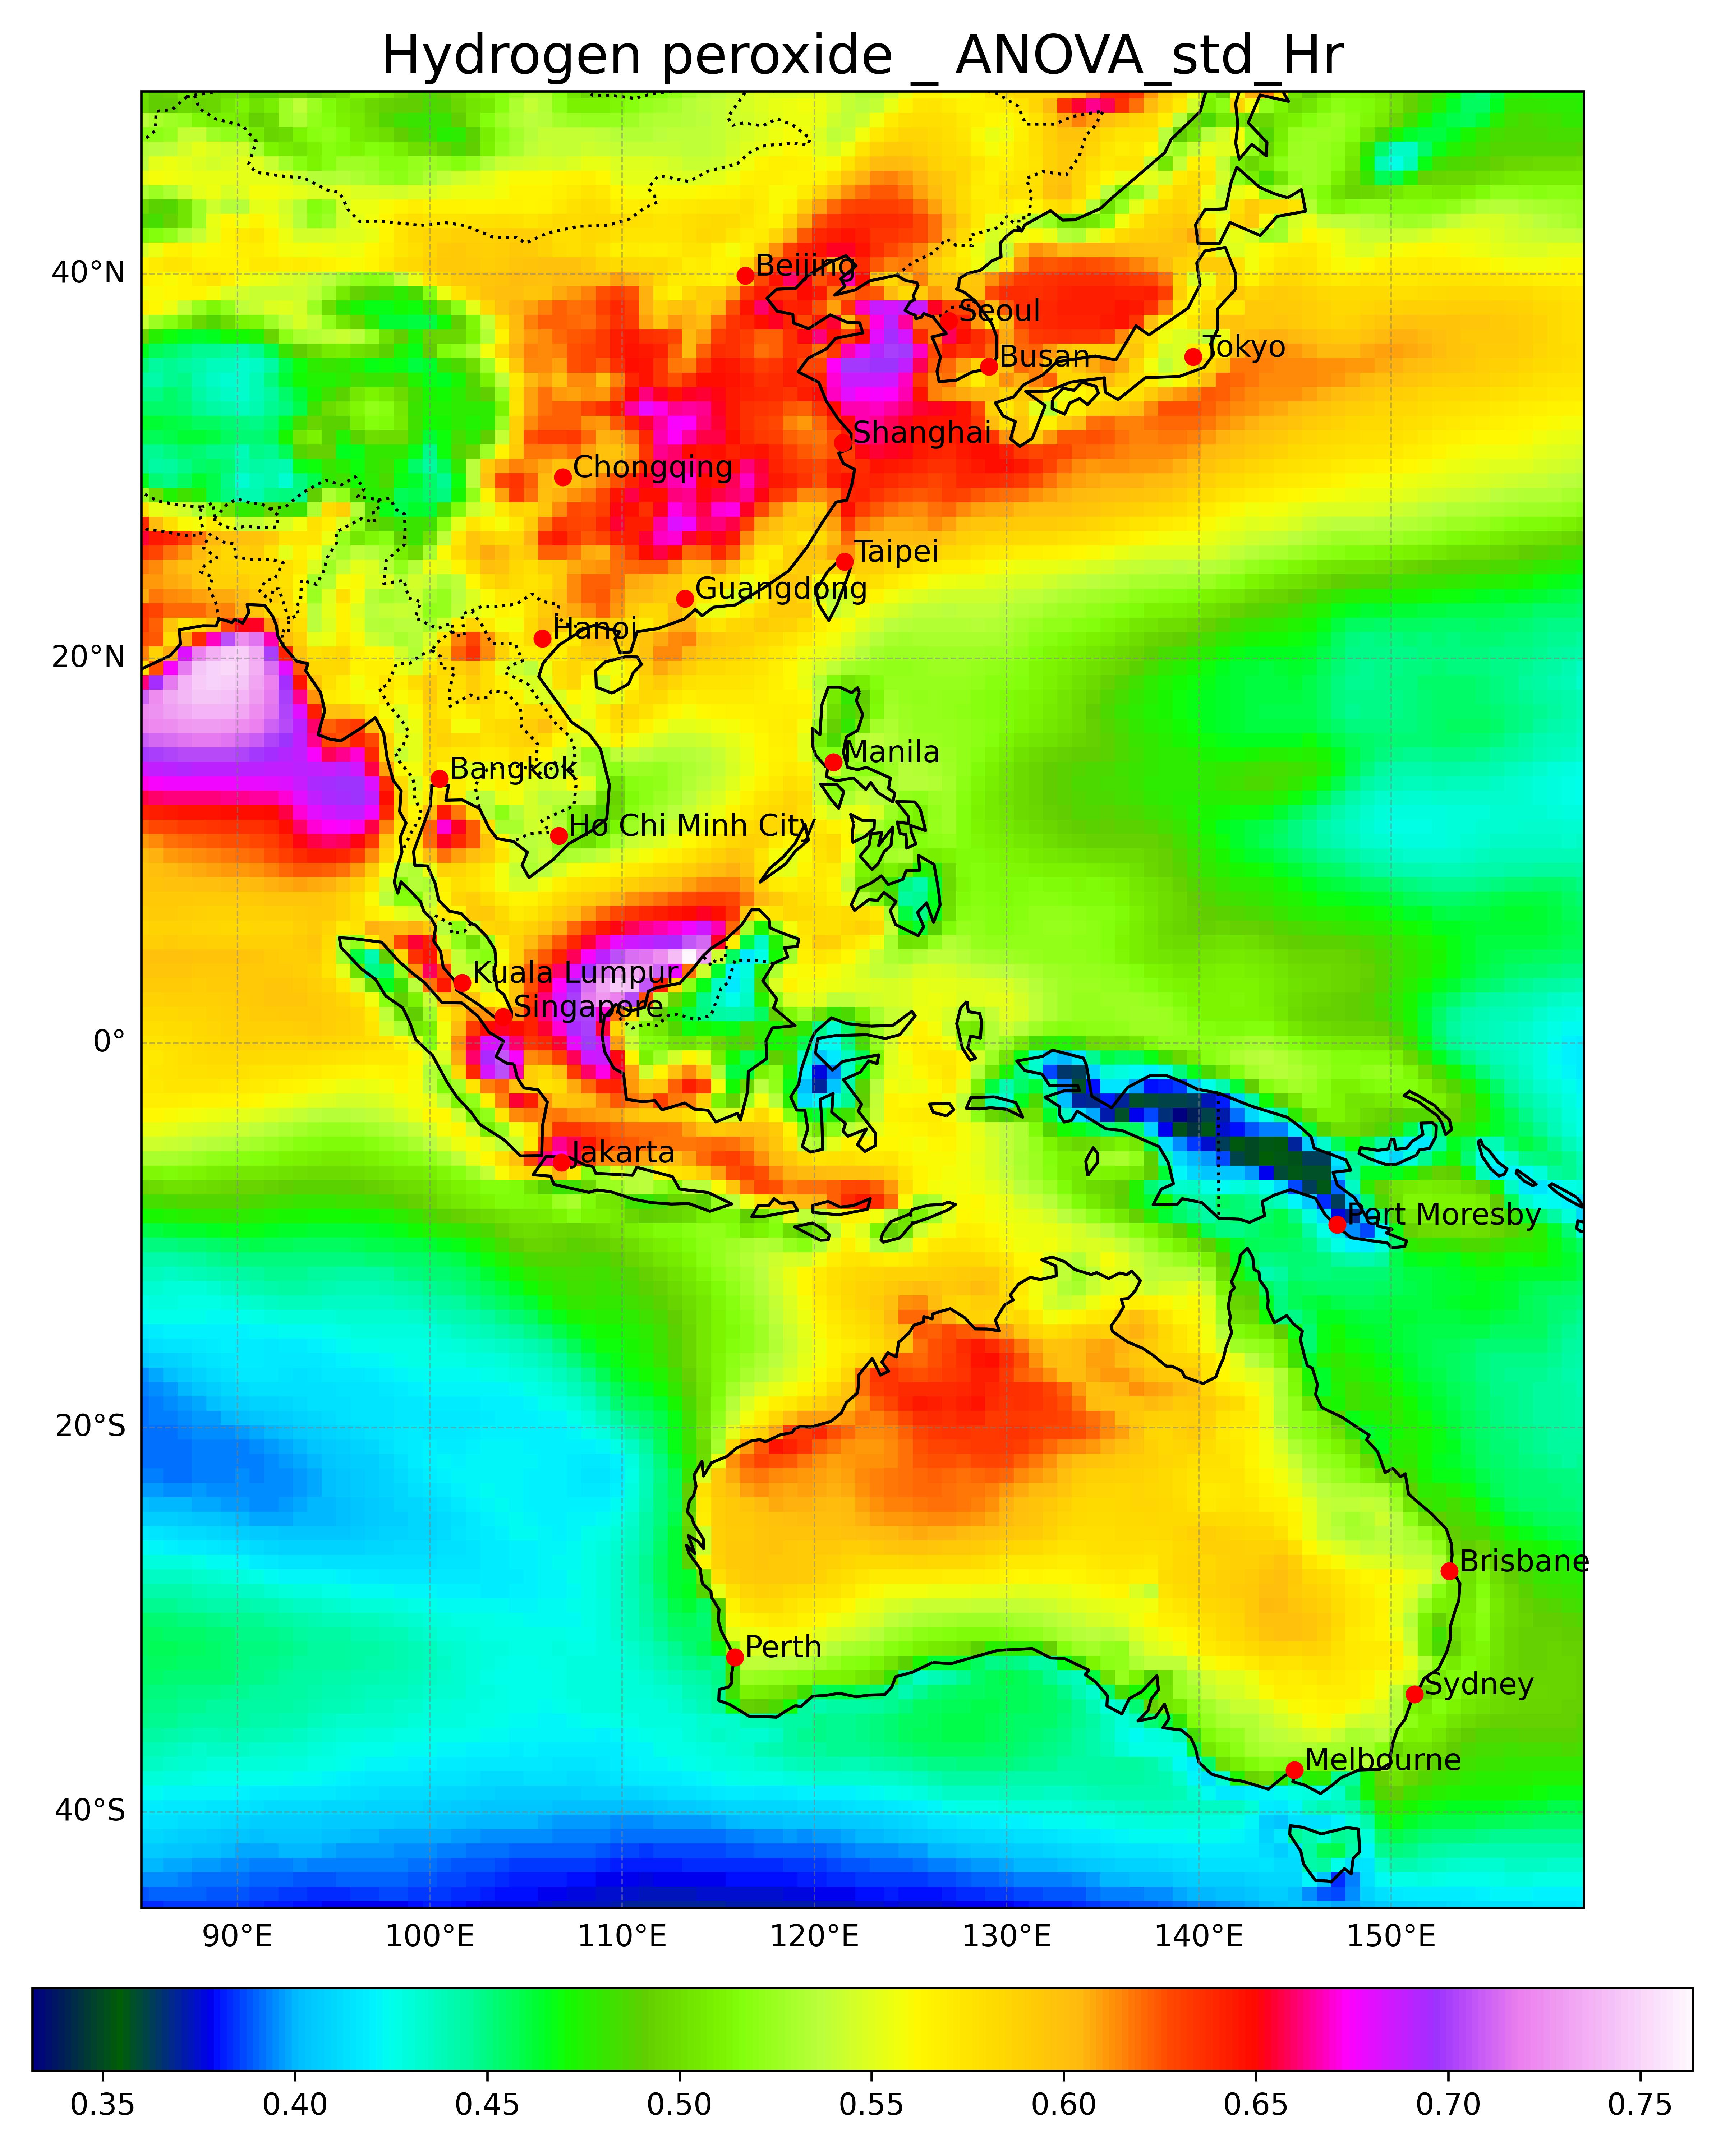 Hydrogen peroxide _ ANOVA_std_Hr
40°N
20°N
0°
20°S
40°S
Beijing
Seoul
Busan
Tokyo
Shanghai
Chongqing
Taipei
Guangdong
Hanoi
Manila
Bangkok
Ho Chi Minh City
Kuala Lumpur
Singapore
Jakarta
Port Moresby
Brisbane
Perth
Sydney
Melbourne
90°E 100°E 110°E 120°E 130°E 140°E 150°E
0.35 0.40 0.45 0.50 0.55 0.60 0.65 0.70 0.75